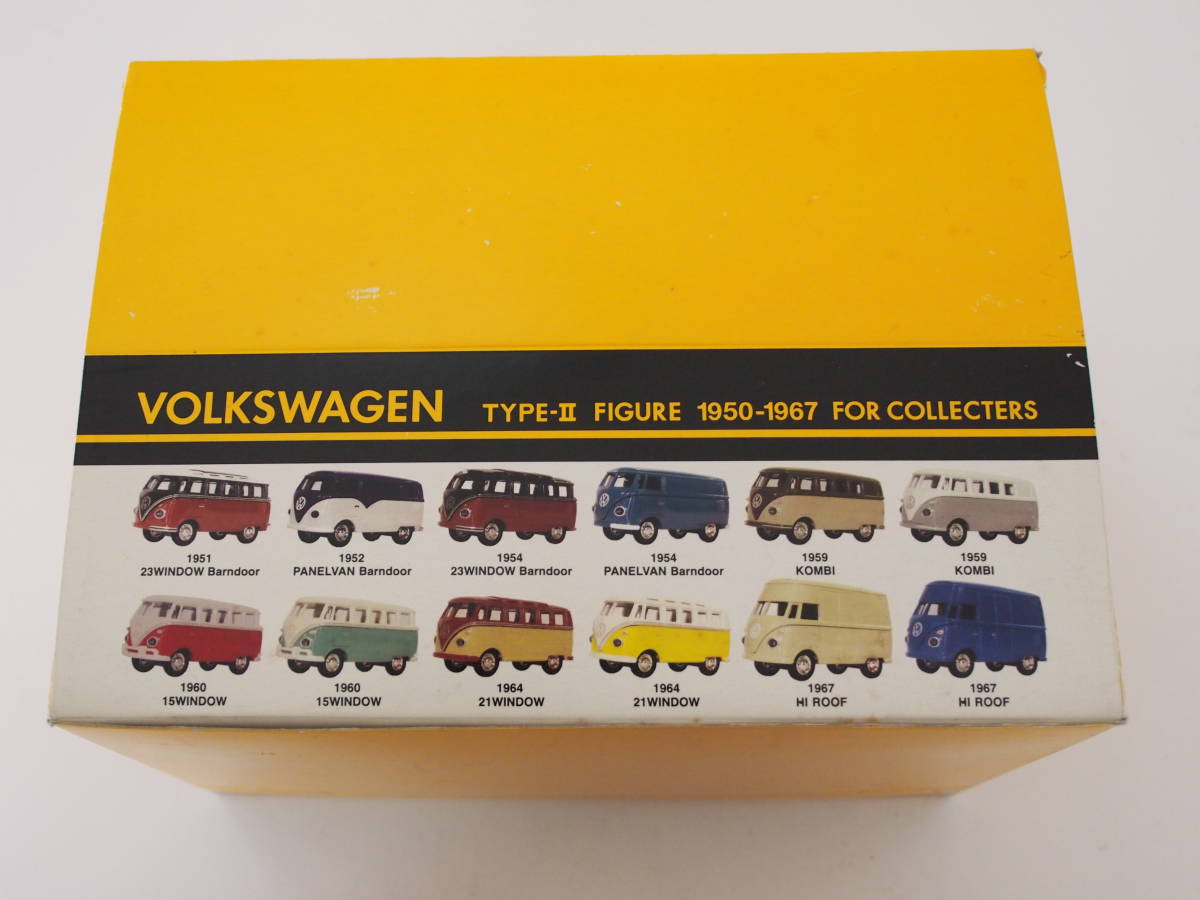 VOLKSWAGEN TYPE-II FIGURE 1950-1967 FOR COLLECTERS
1951 1952 1954 1954 1959 1959
23WINDOW Barndoor PANELVAN Barndoor 23WINDOW Barndoor PANELVAN Barndoor KOMBI KOMBI
1960 1960 1964 1964 1967 1967
15WINDOW 15WINDOW 21WINDOW 21WINDOW HI ROOF HI ROOF